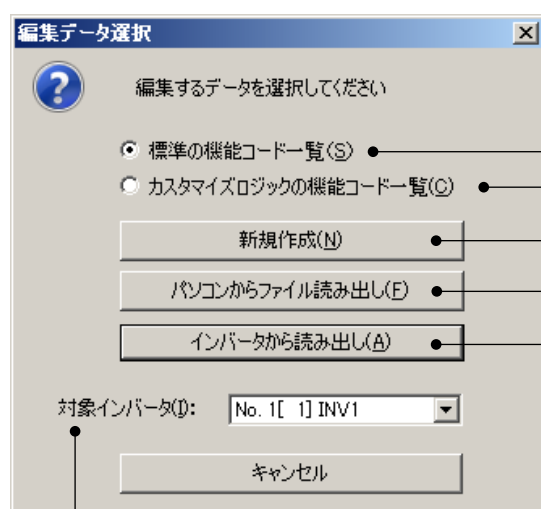 編集データ選択
編集するデータを選択してください
標準の機能コード一覧(S)
カスタマイズロジックの機能コード一覧(C)
新規作成(N)
パソコンからファイル読み出し(F)
インバータから読み出し(A)
対象インバータ(I): No. 1[  1] INV1
キャンセル